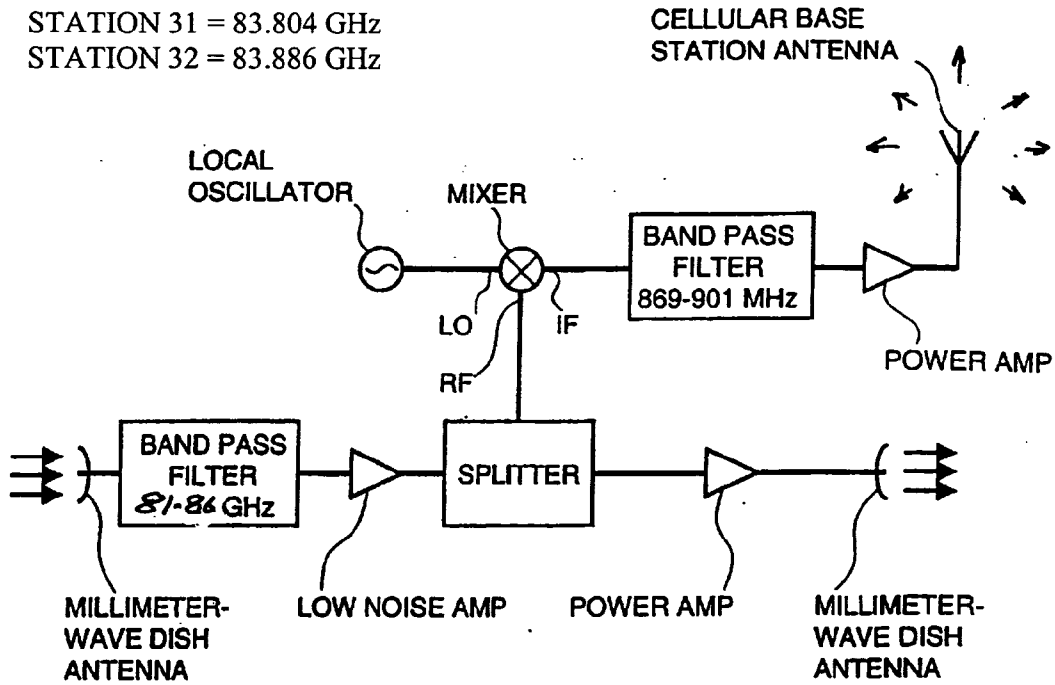 STATION 31 = 83.804 GHz
STATION 32 = 83.886 GHz
CELLULAR BASE
STATION ANTENNA
LOCAL
OSCILLATOR
MIXER
BAND PASS
FILTER
869-901 MHz
LO
IF
RF
POWER AMP
BAND PASS
FILTER
81-86 GHz
SPLITTER
MILLIMETER-
WAVE DISH
ANTENNA
LOW NOISE AMP
POWER AMP
MILLIMETER-
WAVE DISH
ANTENNA